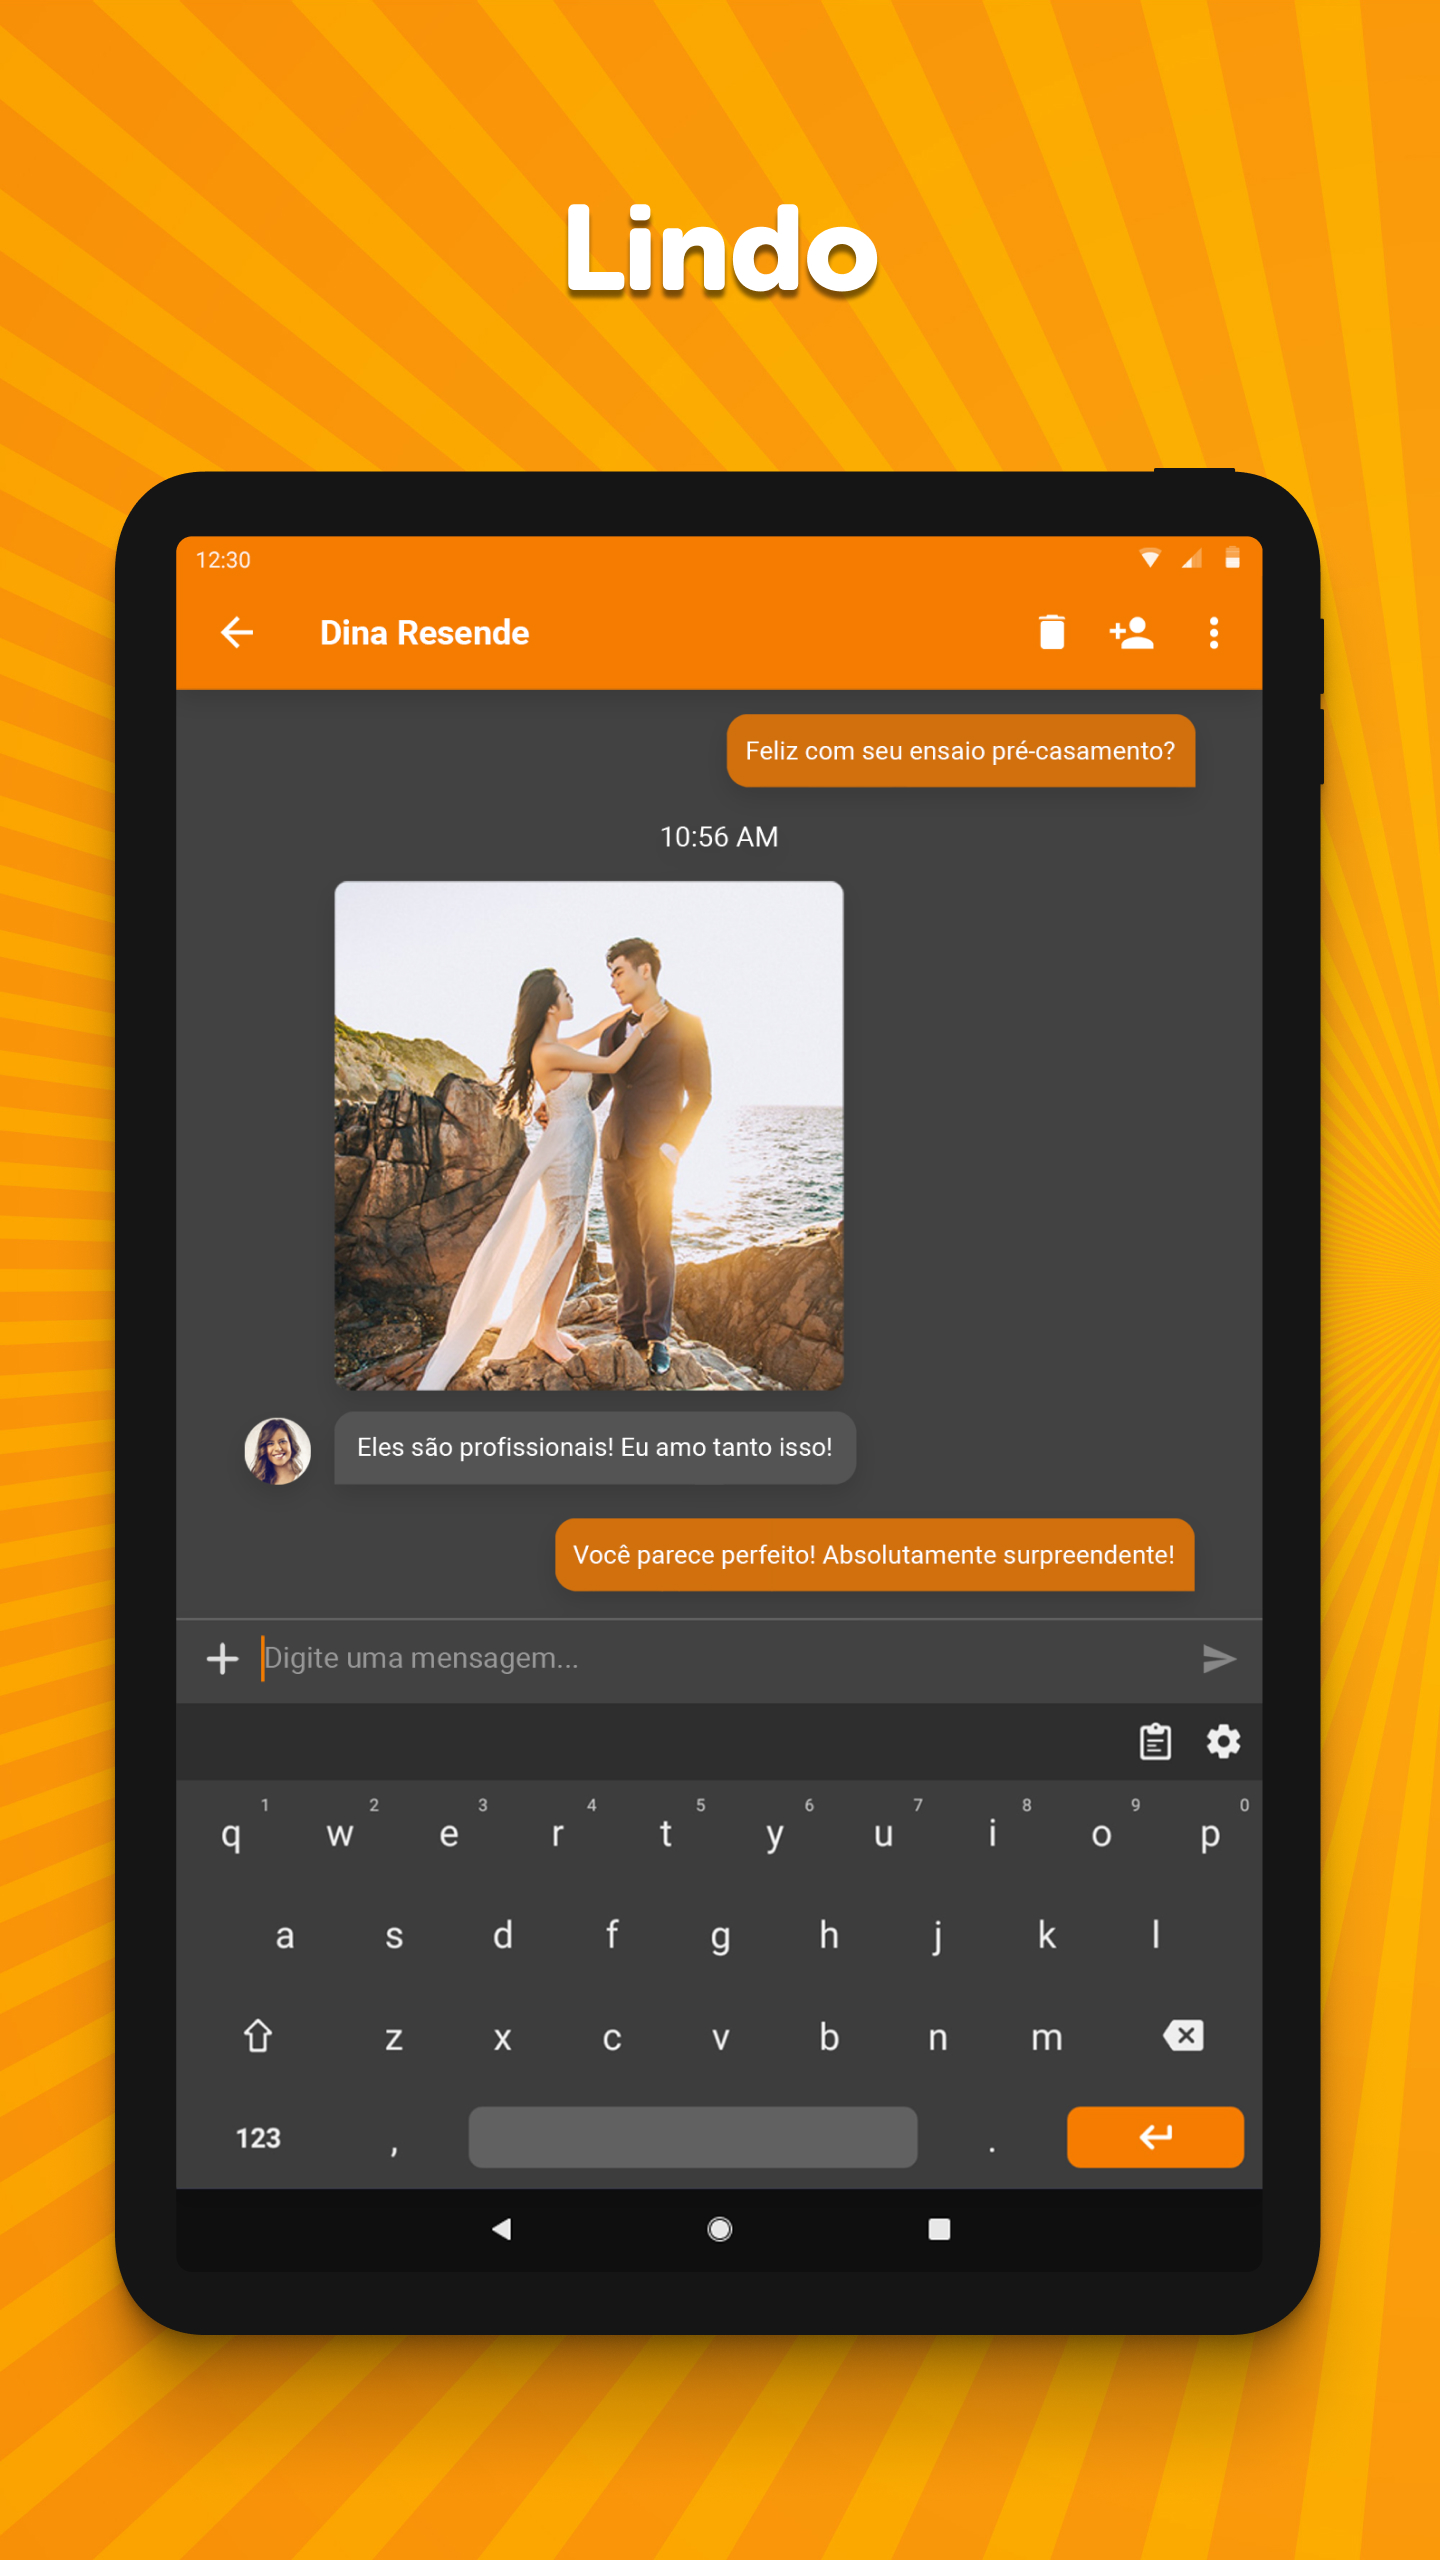 Lindo
12:30
Dina Resende
Feliz com seu ensaio pré-casamento?
10:56 AM
Eles são profissionais! Eu amo tanto isso!
Você parece perfeito! Absolutamente surpreendente!
Digite uma mensagem...
1 2 3 4 5 6 7 8 9 0
q w e r t y u i o p
a s d f g h j k l
z x c v b n m
123 , .